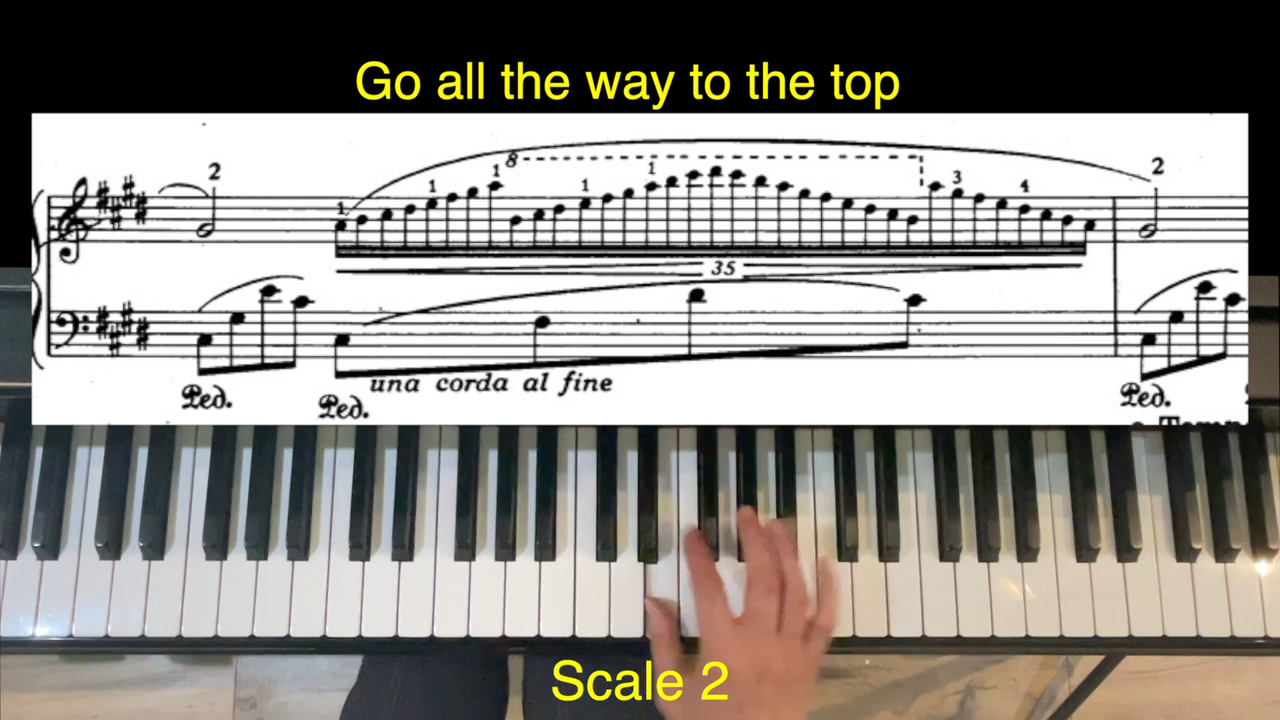 Go all the way to the top
2 1 1 1 8 1 1 3 4 2
35
una corda al fine
Ped. Ped. Ped.
Scale 2